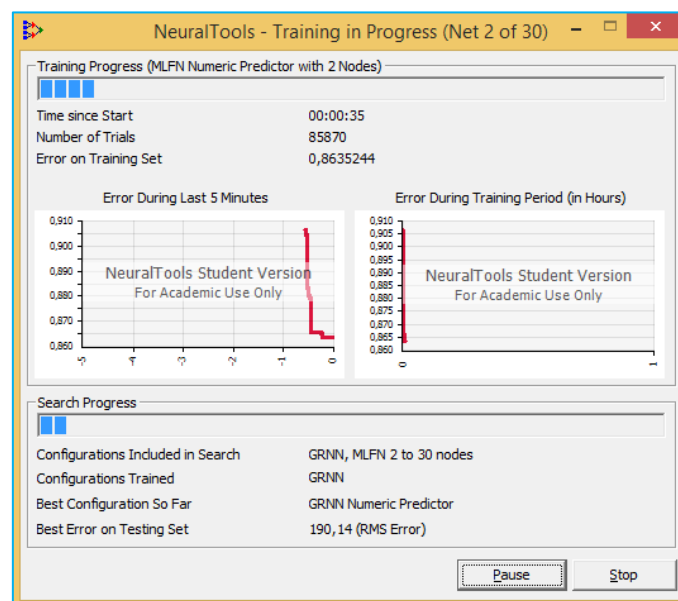 NeuralTools - Training in Progress (Net 2 of 30)
Training Progress (MLFN Numeric Predictor with 2 Nodes)
Time since Start 00:00:35
Number of Trials 85870
Error on Training Set 0,8635244
Error During Last 5 Minutes
0,910
0,900
0,890
0,880
0,870
0,860
-5 -4 -3 -2 -1 0
NeuralTools Student Version
For Academic Use Only
Error During Training Period (in Hours)
0,910
0,905
0,900
0,895
0,890
0,885
0,880
0,875
0,870
0,865
0,860
0 1
NeuralTools Student Version
For Academic Use Only
Search Progress
Configurations Included in Search GRNN, MLFN 2 to 30 nodes
Configurations Trained GRNN
Best Configuration So Far GRNN Numeric Predictor
Best Error on Testing Set 190,14 (RMS Error)
Pause Stop